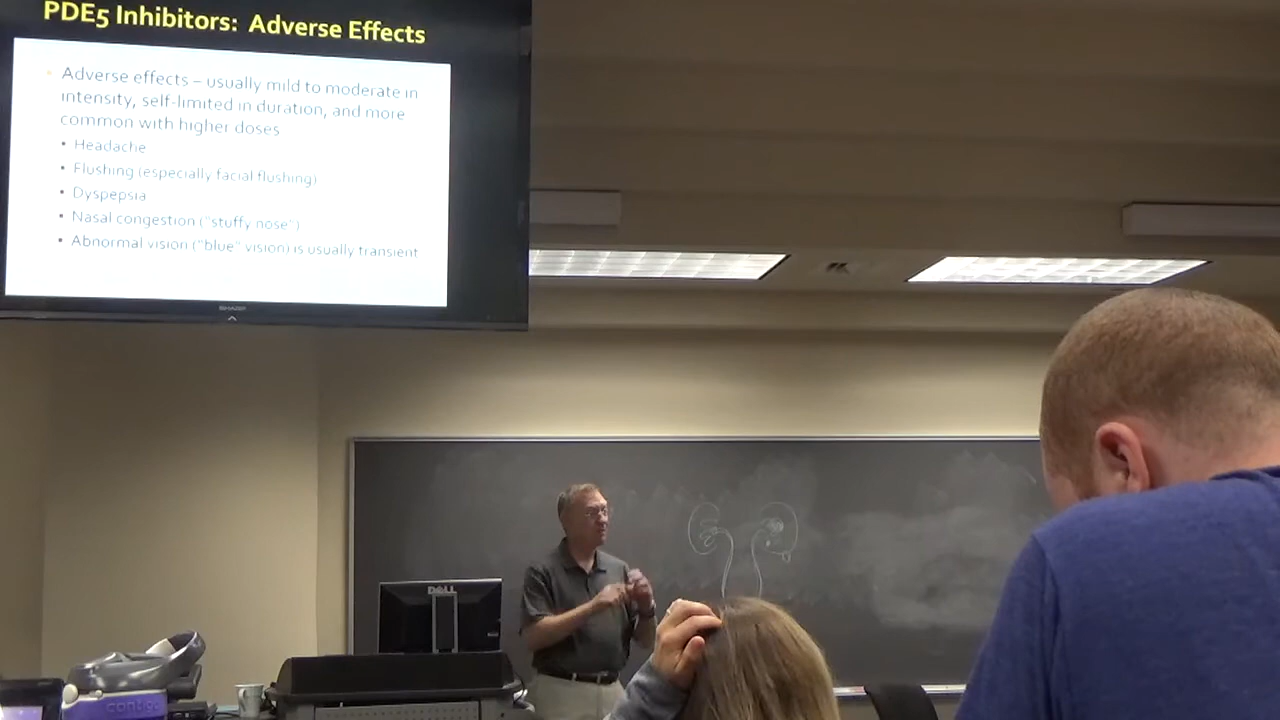 PDE5 Inhibitors: Adverse Effects
Adverse effects – usually mild to moderate in
intensity, self-limited in duration, and more
common with higher doses
Headache
Flushing (especially facial flushing)
Dyspepsia
Nasal congestion ("stuffy nose")
Abnormal vision ("blue" vision) is usually transient
SHARP
DELL
contigo